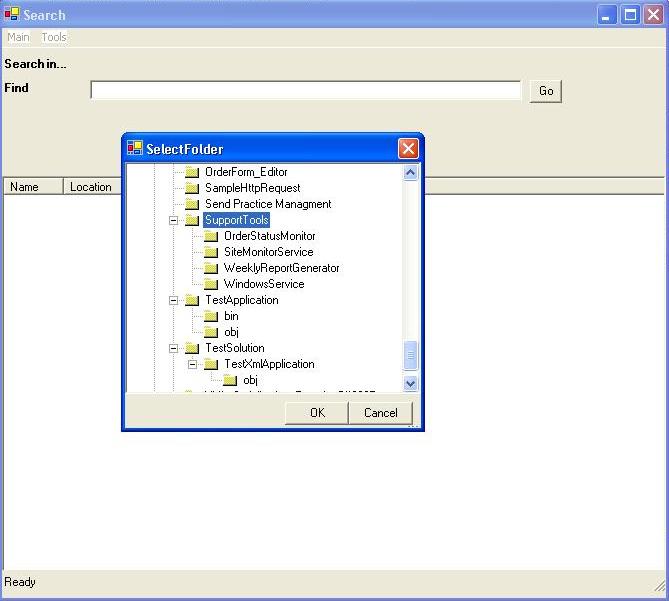 Search
Main Tools
Search in...
Find
Go
SelectFolder
Name Location
OrderForm_Editor
SampleHttpRequest
Send Practice Managment
SupportTools
OrderStatusMonitor
SiteMonitorService
WeeklyReportGenerator
WindowsService
TestApplication
bin
obj
TestSolution
TestXmlApplication
obj
OK Cancel
Ready